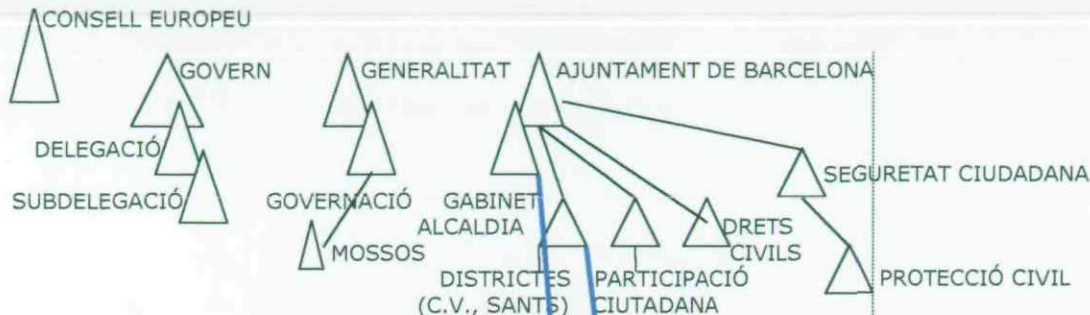 CONSELL EUROPEU
GOVERN
GENERALITAT
AJUNTAMENT DE BARCELONA
DELEGACIÓ
SUBDELEGACIÓ
GOVERNACIÓ
MOSSOS
GABINET
ALCALDIA
SEGURETAT CIUDADANA
DRETS
CIVILS
DISTRICTES
(C.V., SANTS)
PARTICIPACIÓ
CIUTADANA
PROTECCIÓ CIVIL